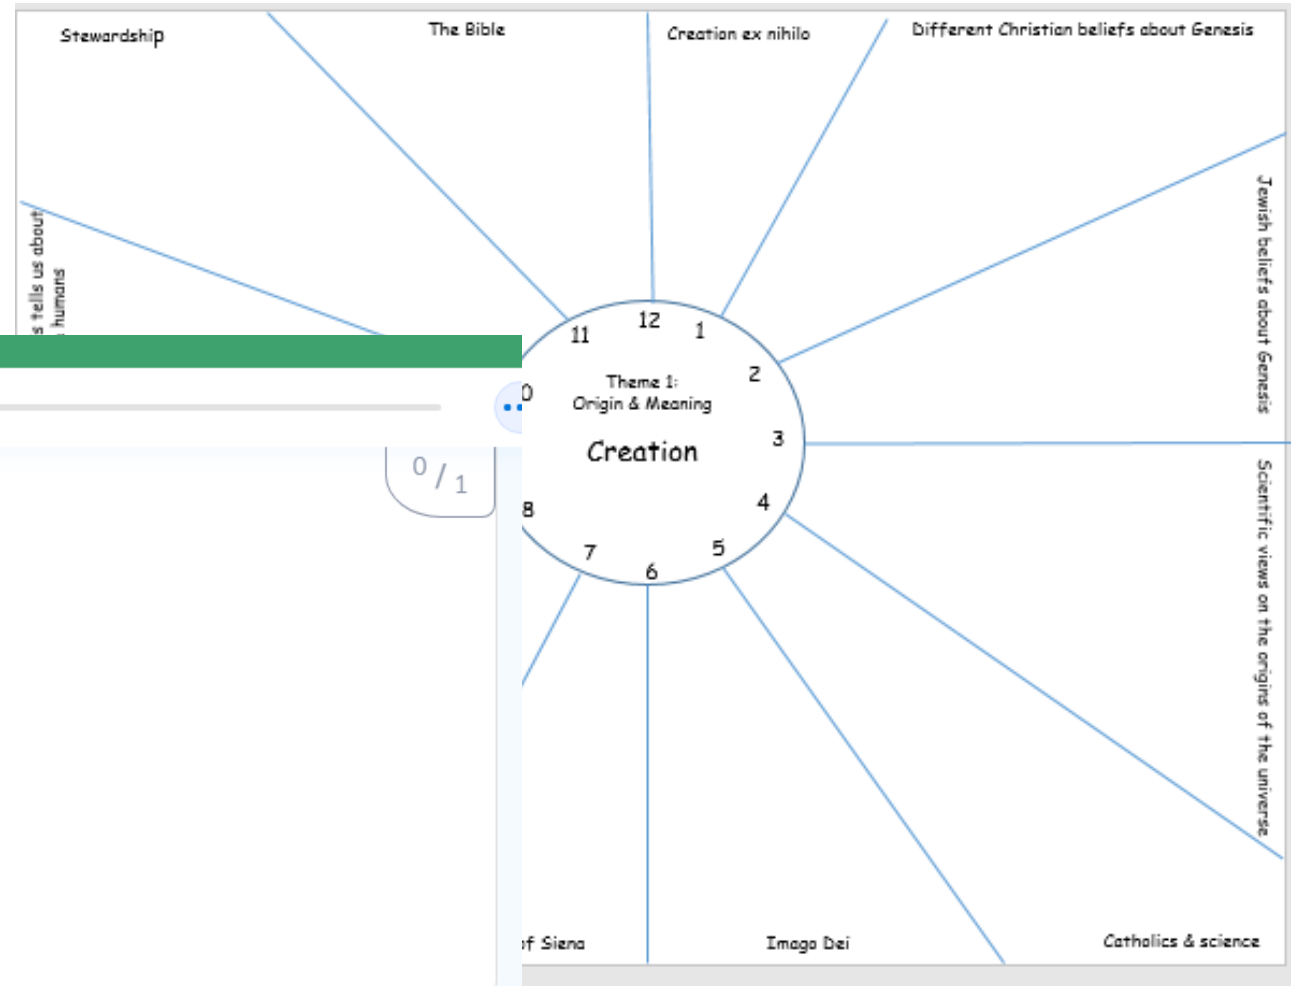 Stewardship
The Bible
Creation ex nihilo
Different Christian beliefs about Genesis
Jewish beliefs about Genesis
Scientific views on the origins of the universe
Catholics & science
Imago Dei
of Siena
tells us about
humans
12
1
2
3
4
5
6
7
8
0
11
Theme 1:
Origin & Meaning
Creation
0 / 1